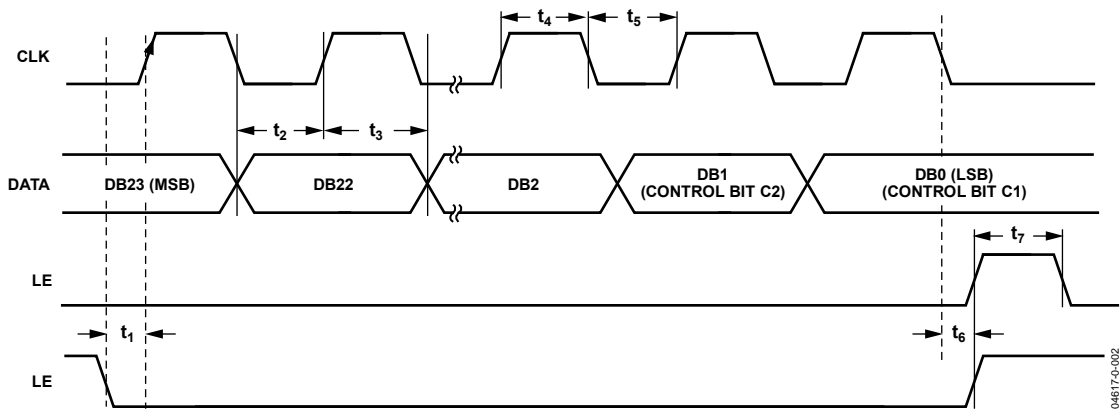 t4
t5
CLK
t2
t3
DATA
DB23 (MSB)
DB22
DB2
DB1
(CONTROL BIT C2)
DB0 (LSB)
(CONTROL BIT C1)
t7
LE
t1
t6
LE
04617-0-002